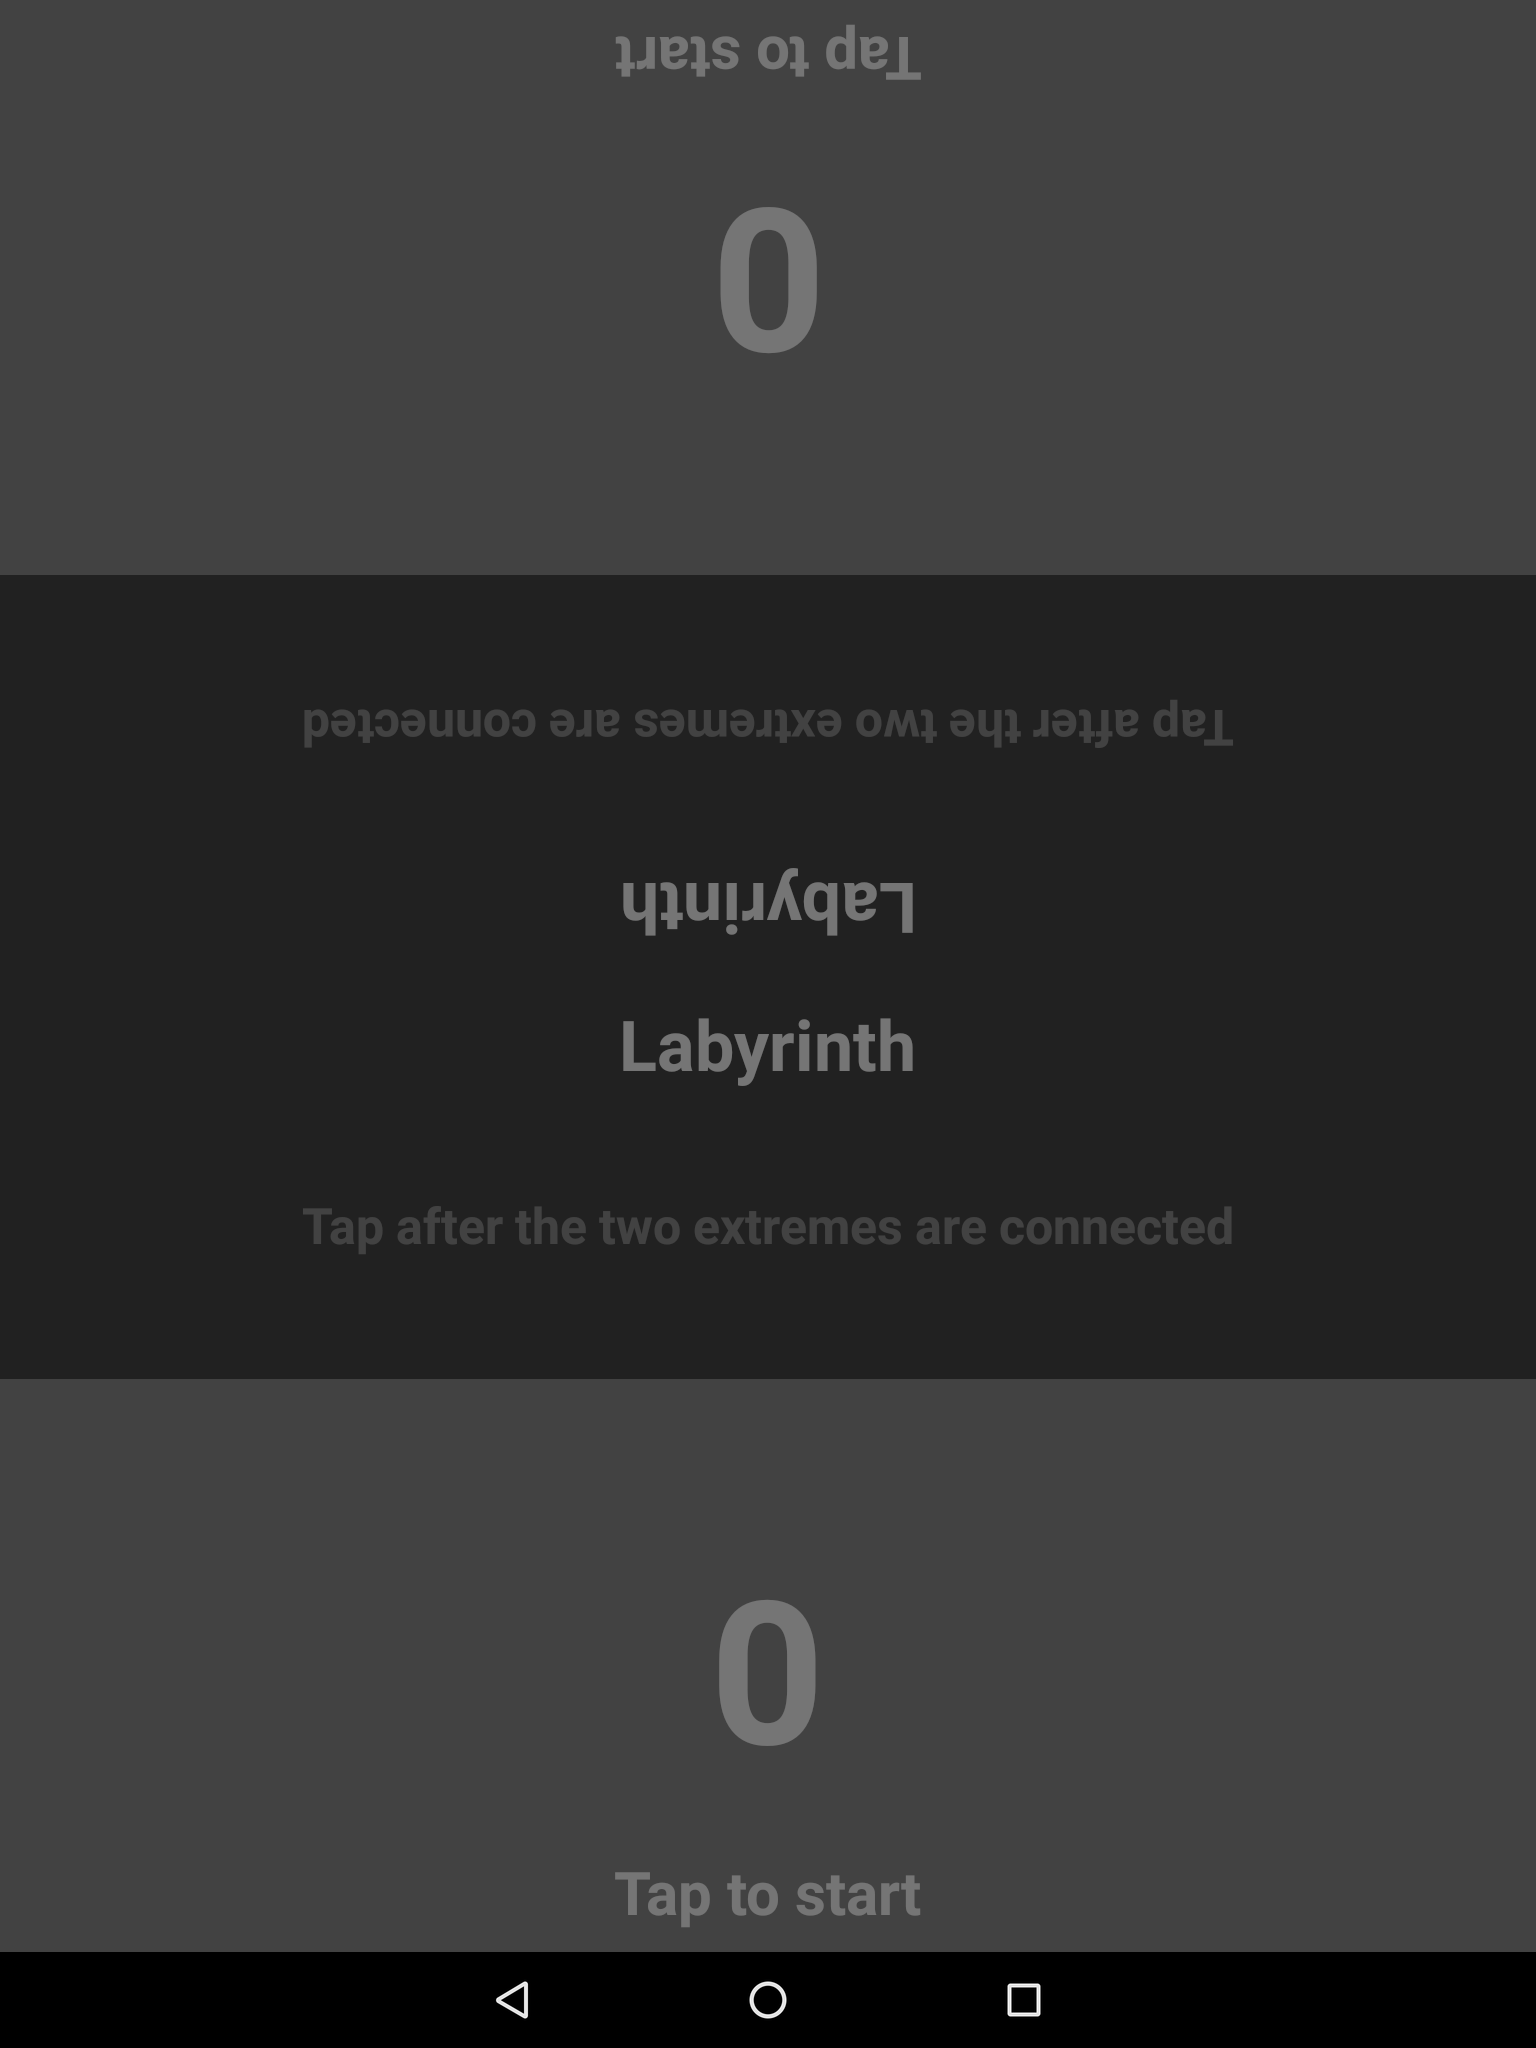 Tap to start
0
Tap after the two extremes are connected
Labyrinth
Labyrinth
Tap after the two extremes are connected
0
Tap to start